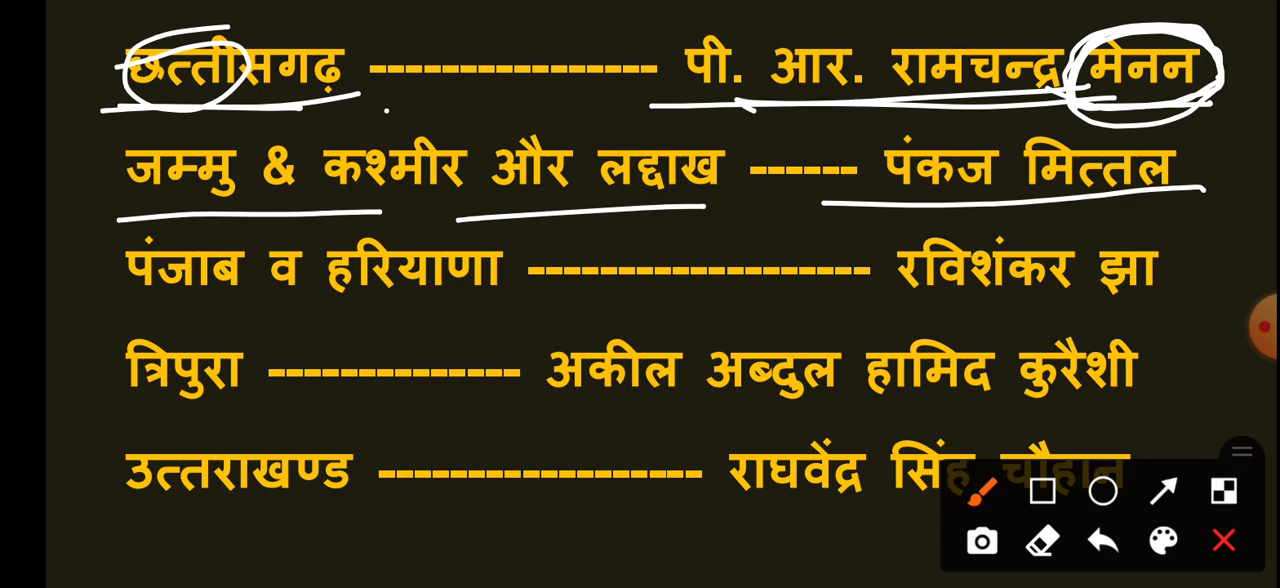 छत्तीसगढ़ --------------- पी. आर. रामचन्द्र मेनन
जम्मु & कश्मीर और लद्दाख ------ पंकज मित्तल
पंजाब व हरियाणा ------------------- रविशंकर झा
त्रिपुरा -------------- अकील अब्दुल हामिद कुरैशी
उत्तराखण्ड ------------------ राघवेंद्र सिंह चौहान